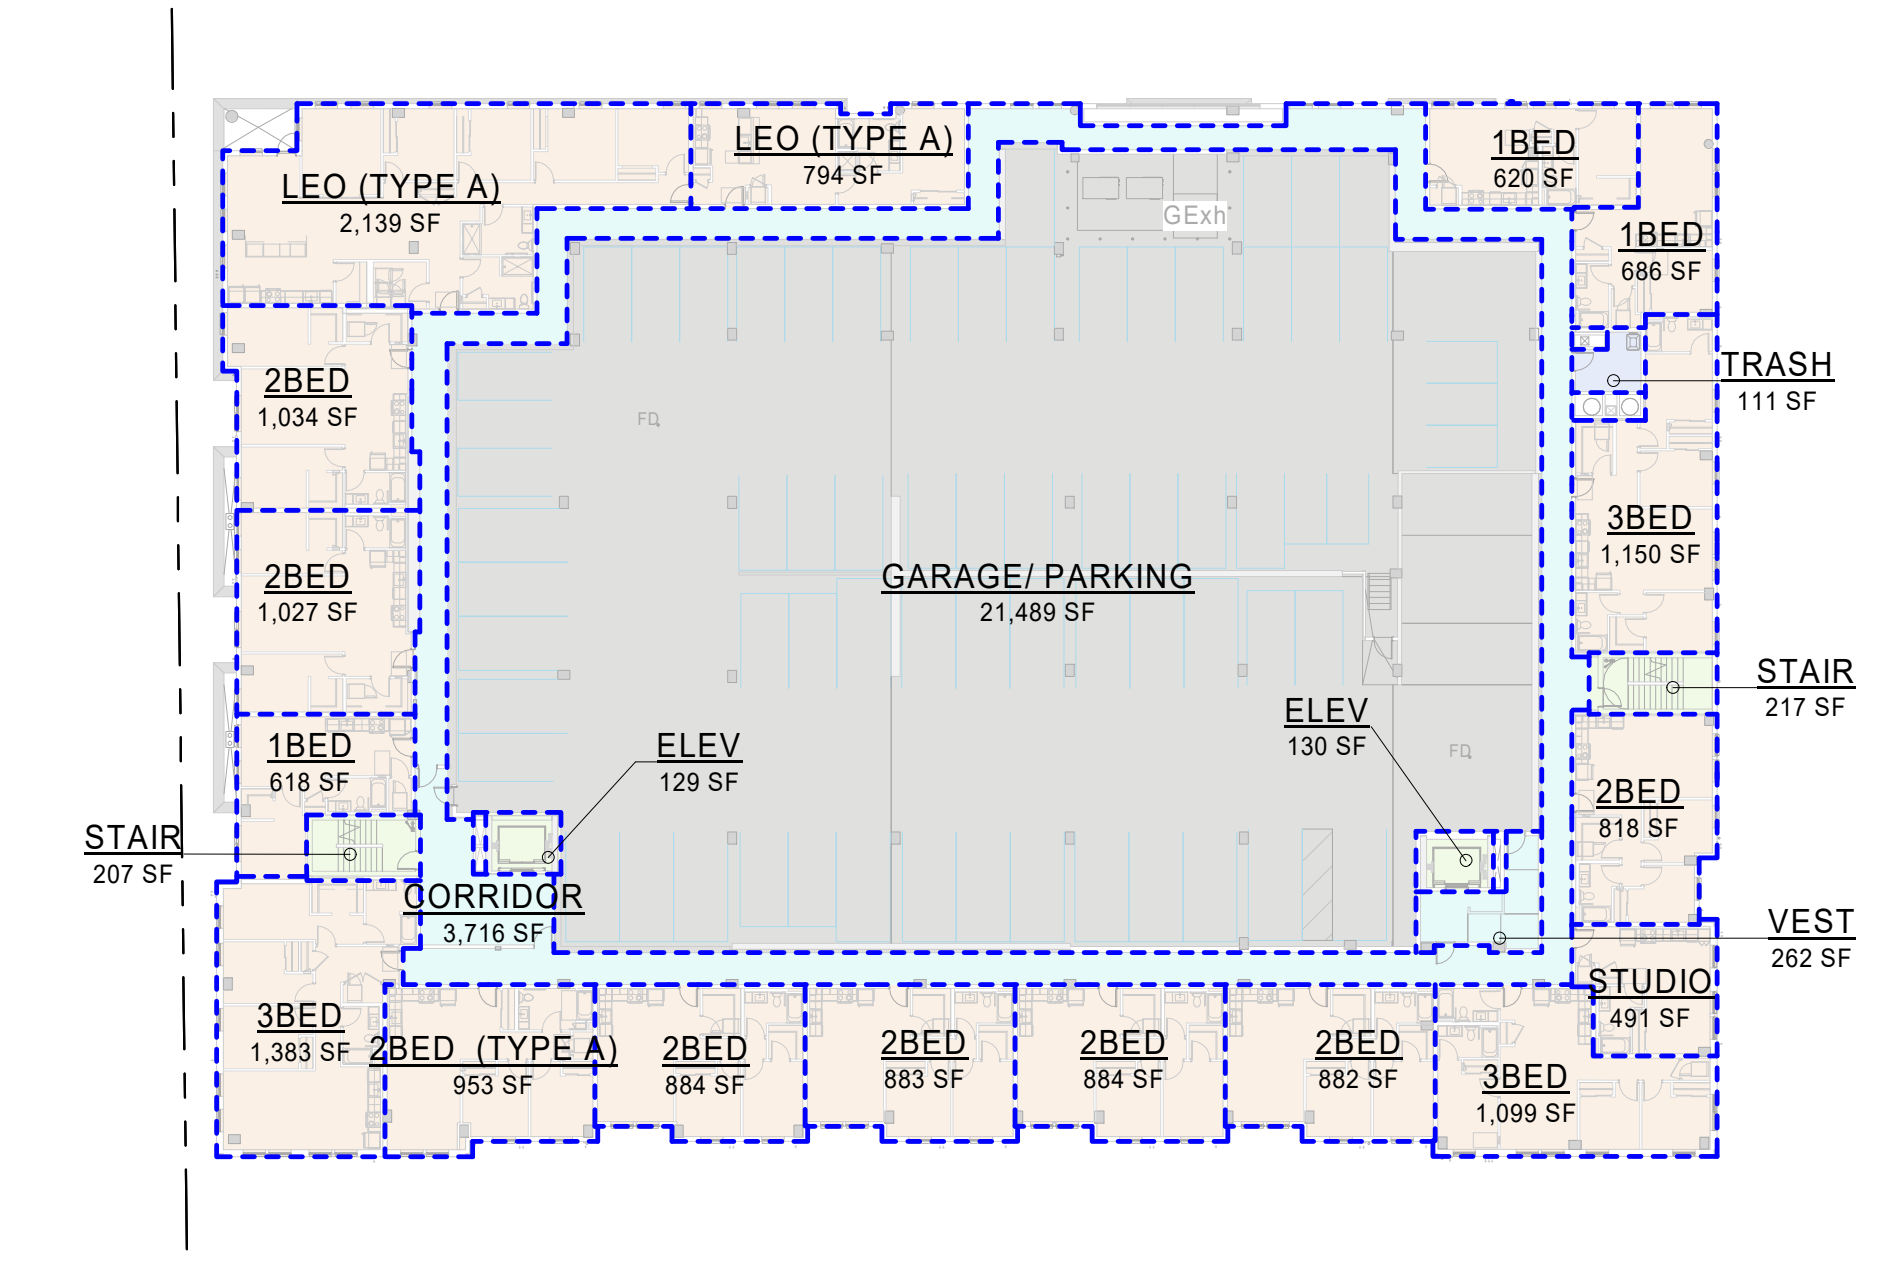 LEO (TYPE A)
794 SF
1BED
620 SF
LEO (TYPE A)
2,139 SF
GExh
1BED
686 SF
2BED
1,034 SF
TRASH
111 SF
FD
3BED
1,150 SF
2BED
1,027 SF
GARAGE/ PARKING
21,489 SF
STAIR
217 SF
ELEV
130 SF
1BED
618 SF
ELEV
129 SF
FD
2BED
818 SF
STAIR
207 SF
CORRIDOR
3,716 SF
VEST
262 SF
STUDIO
491 SF
3BED
1,383 SF
2BED (TYPE A)
953 SF
2BED
884 SF
2BED
883 SF
2BED
884 SF
2BED
882 SF
3BED
1,099 SF